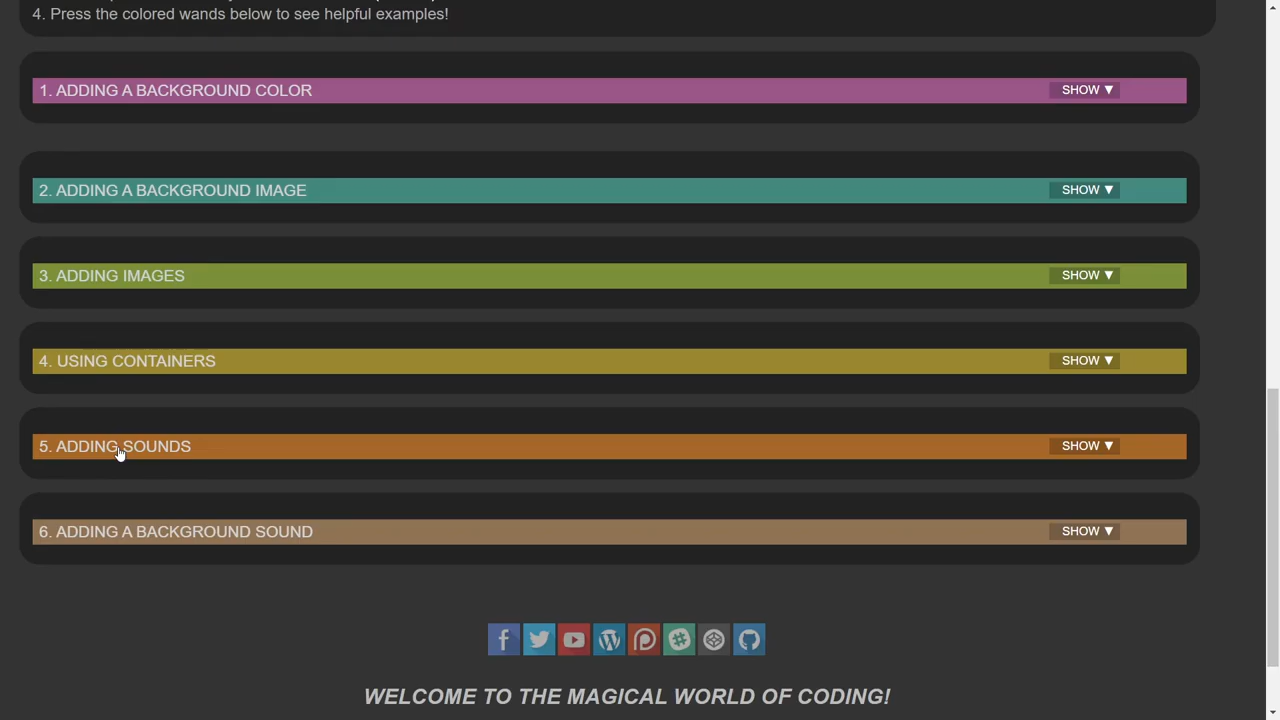 4. Press the colored wands below to see helpful examples!
1. ADDING A BACKGROUND COLOR SHOW ▼
2. ADDING A BACKGROUND IMAGE SHOW ▼
3. ADDING IMAGES SHOW ▼
4. USING CONTAINERS SHOW ▼
5. ADDING SOUNDS SHOW ▼
6. ADDING A BACKGROUND SOUND SHOW ▼
WELCOME TO THE MAGICAL WORLD OF CODING!